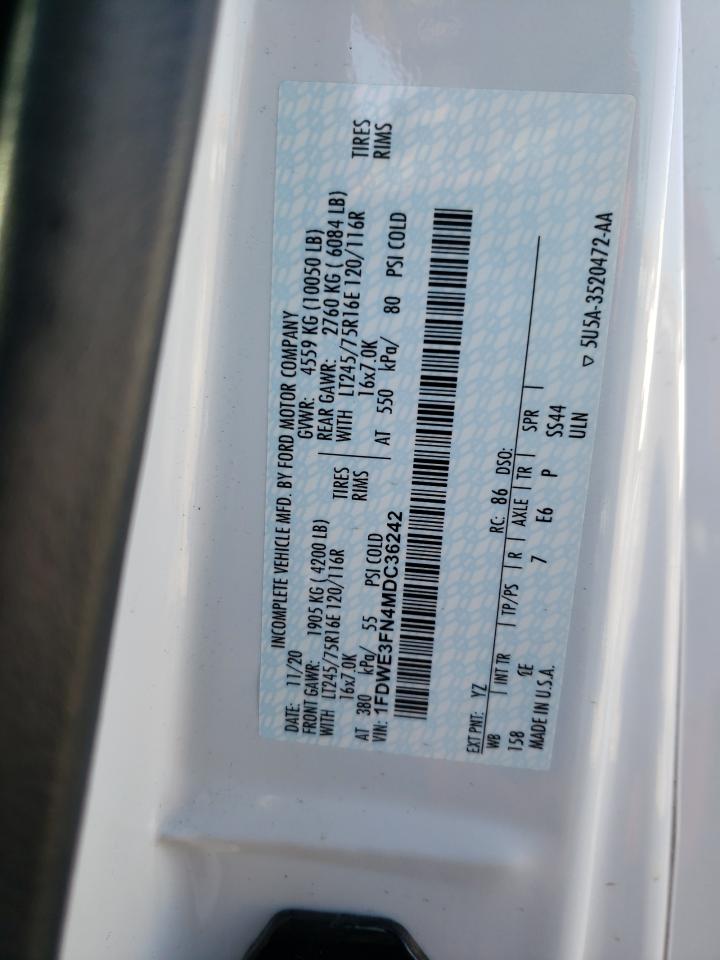 INCOMPLETE VEHICLE MFD. BY FORD MOTOR COMPANY
DATE: 11/20 GVWR: 4559 KG (10050 LB)
FRONT GAWR: 1905 KG (4200 LB) REAR GAWR: 2760 KG (6084 LB)
WITH LT245/75R16E 120/116R TIRES WITH LT245/75R16E 120/116R TIRES
16x7.0K RIMS 16x7.0K RIMS
AT 380 kPa/ 55 PSI COLD AT 550 kPa/ 80 PSI COLD
VIN: 1FDWE3FN4MDC36242
EXT PNT: YZ RC: 86 DSO:
WB INT TR TP/PS R AXLE TR SPR
158 EE 7 E6 P SS44
MADE IN U.S.A. ULN
▽ 5U5A-3520472-AA